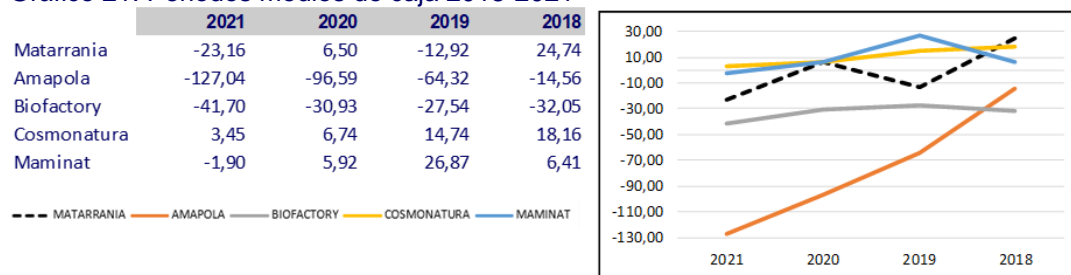 2021 2020 2019 2018
Matarrania -23,16 6,50 -12,92 24,74
Amapola -127,04 -96,59 -64,32 -14,56
Biofactory -41,70 -30,93 -27,54 -32,05
Cosmonatura 3,45 6,74 14,74 18,16
Maminat -1,90 5,92 26,87 6,41
MATARRANIA AMAPOLA BIOFACTORY COSMONATURA MAMINAT
30,00
10,00
-10,00
-30,00
-50,00
-70,00
-90,00
-110,00
-130,00
2021 2020 2019 2018